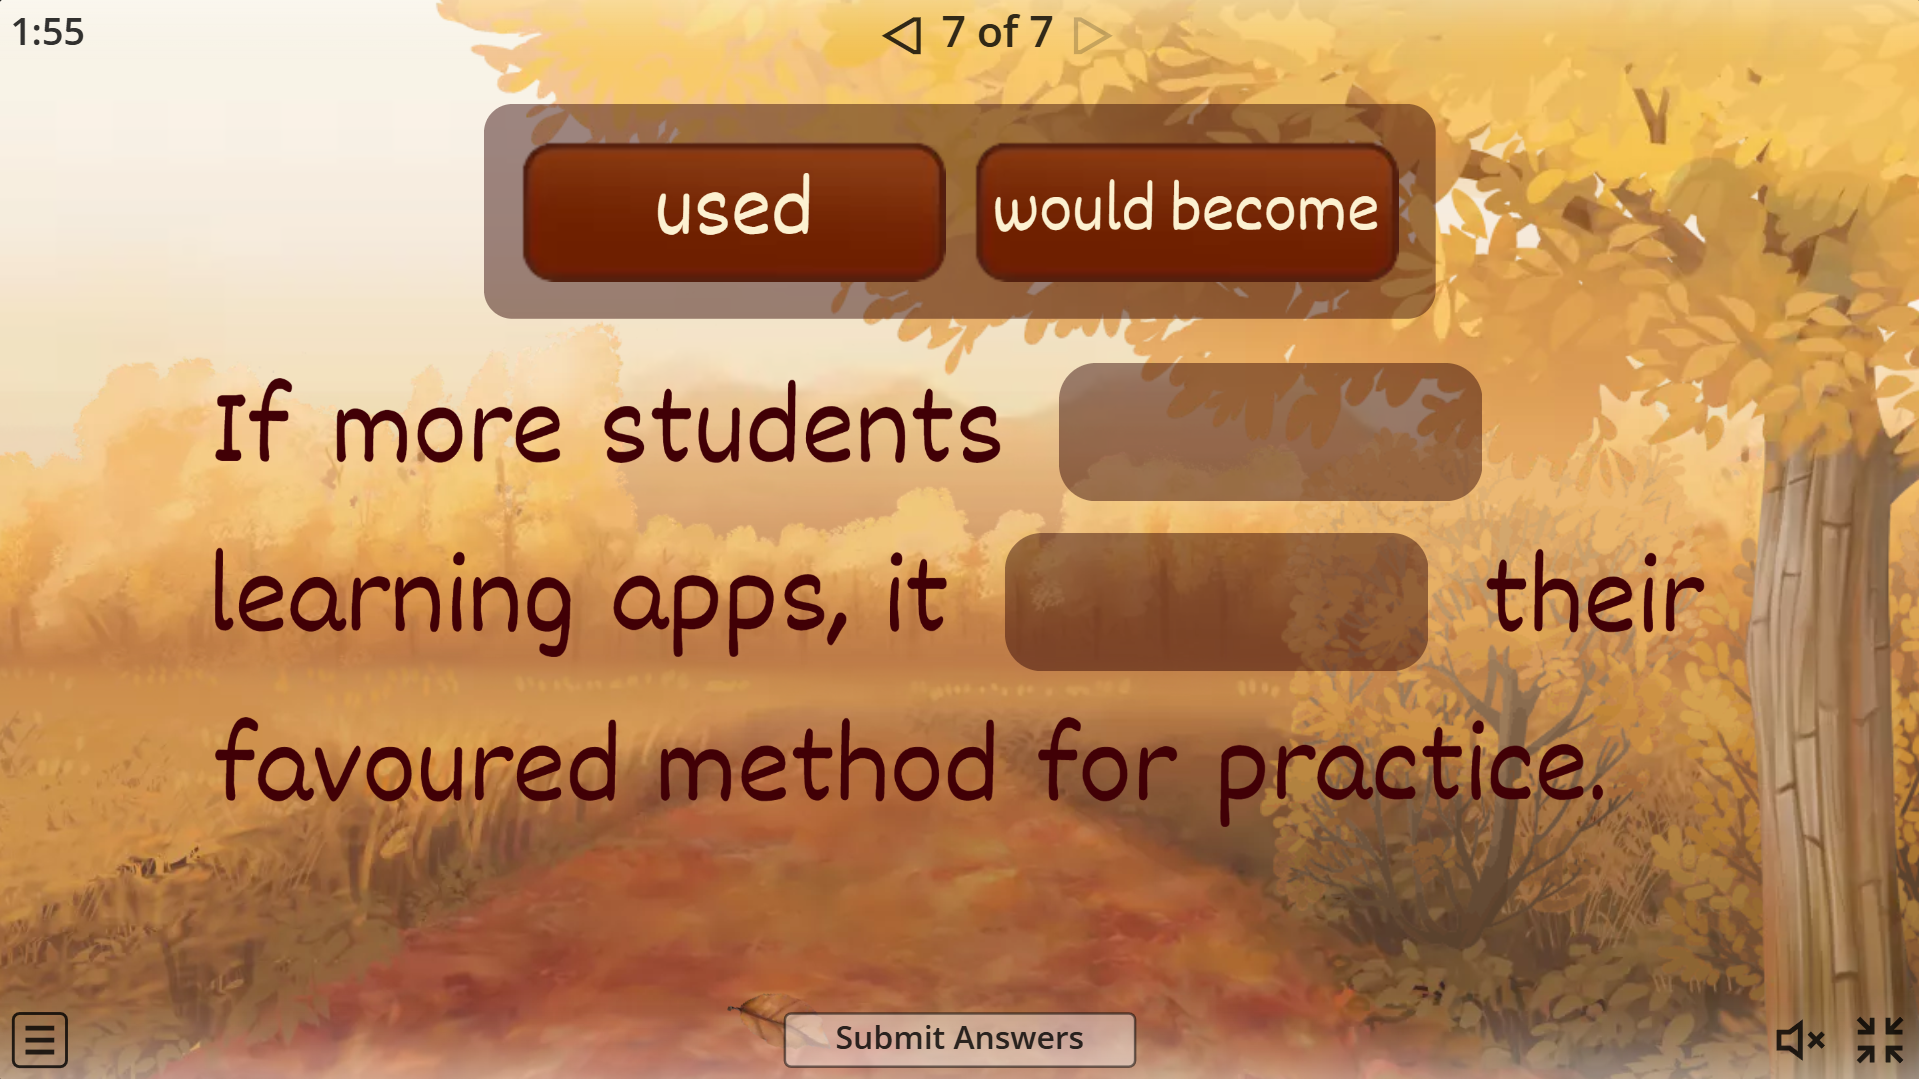 1:55
7 of 7
used
would become
If more students
learning apps, it their
favoured method for practice.
Submit Answers